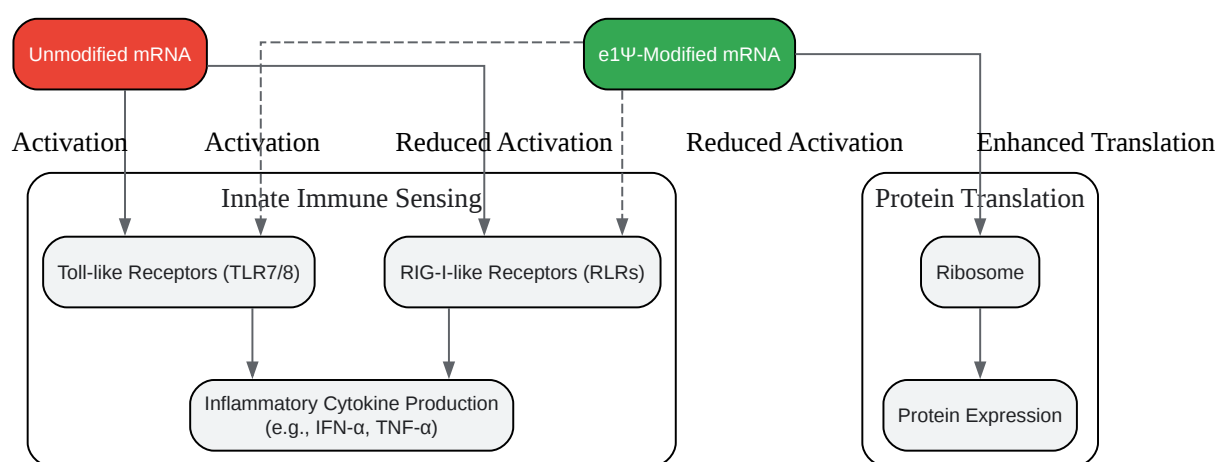 Unmodified mRNA
e1Ψ-Modified mRNA
Activation
Activation
Reduced Activation
Reduced Activation
Enhanced Translation
Innate Immune Sensing
Protein Translation
Toll-like Receptors (TLR7/8)
RIG-I-like Receptors (RLRs)
Ribosome
Inflammatory Cytokine Production
(e.g., IFN-α, TNF-α)
Protein Expression